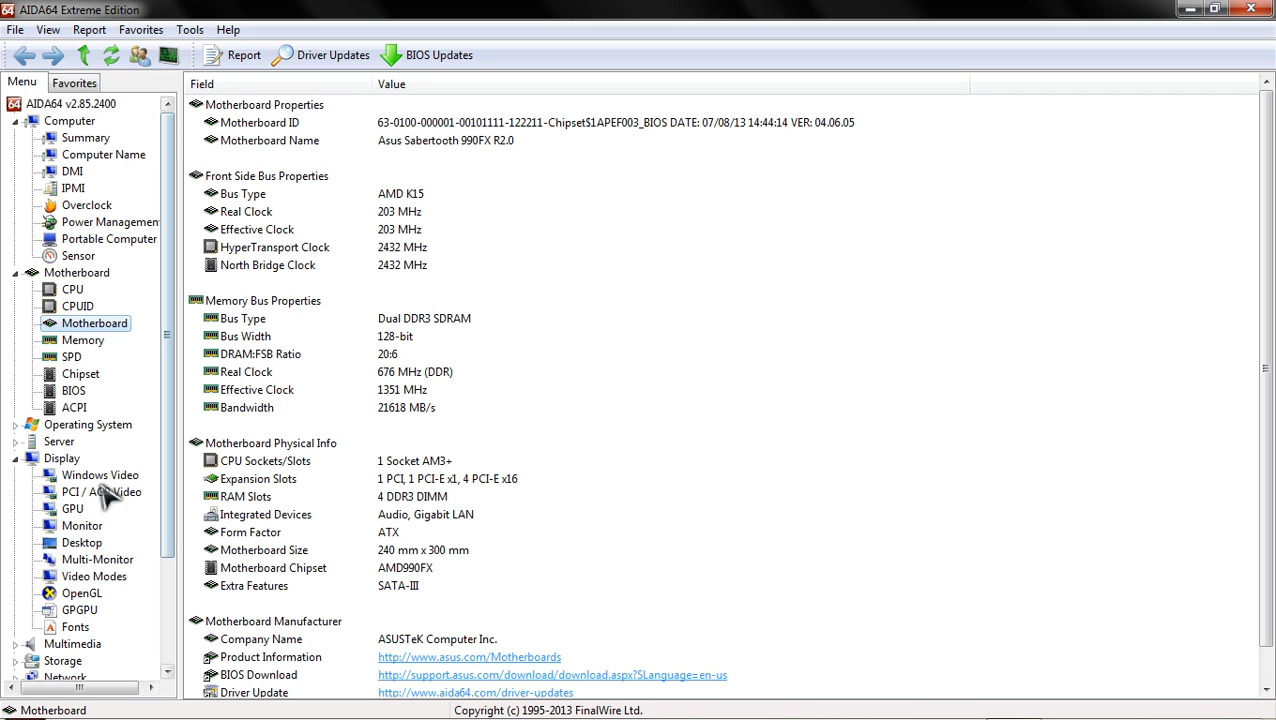 AIDA64 Extreme Edition
File View Report Favorites Tools Help
Report Driver Updates BIOS Updates
Menu Favorites
Field Value
AIDA64 v2.85.2400
Computer
Summary
Computer Name
DMI
IPMI
Overclock
Power Management
Portable Computer
Sensor
Motherboard
CPU
CPUID
Motherboard
Memory
SPD
Chipset
BIOS
ACPI
Operating System
Server
Display
Windows Video
PCI / Video
GPU
Monitor
Desktop
Multi-Monitor
Video Modes
OpenGL
GPGPU
Fonts
Multimedia
Storage
Network
Motherboard Properties
Motherboard ID 63-0100-000001-00101111-122211-Chipset$1APEF003_BIOS DATE: 07/08/13 14:44:14 VER: 04.06.05
Motherboard Name Asus Sabertooth 990FX R2.0
Front Side Bus Properties
Bus Type AMD K15
Real Clock 203 MHz
Effective Clock 203 MHz
HyperTransport Clock 2432 MHz
North Bridge Clock 2432 MHz
Memory Bus Properties
Bus Type Dual DDR3 SDRAM
Bus Width 128-bit
DRAM:FSB Ratio 20:6
Real Clock 676 MHz (DDR)
Effective Clock 1351 MHz
Bandwidth 21618 MB/s
Motherboard Physical Info
CPU Sockets/Slots 1 Socket AM3+
Expansion Slots 1 PCI, 1 PCI-E x1, 4 PCI-E x16
RAM Slots 4 DDR3 DIMM
Integrated Devices Audio, Gigabit LAN
Form Factor ATX
Motherboard Size 240 mm x 300 mm
Motherboard Chipset AMD990FX
Extra Features SATA-III
Motherboard Manufacturer
Company Name ASUSTeK Computer Inc.
Product Information http://www.asus.com/Motherboards
BIOS Download http://support.asus.com/download/download.aspx?SLanguage=en-us
Driver Update http://www.aida64.com/driver-updates
Motherboard Copyright (c) 1995-2013 FinalWire Ltd.